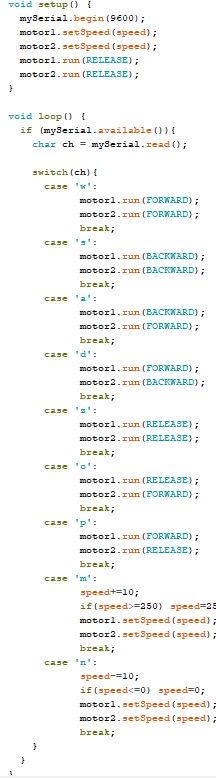 void setup() {
  mySerial.begin(9600);
  motor1.setSpeed(speed);
  motor2.setSpeed(speed);
  motor1.run(RELEASE);
  motor2.run(RELEASE);
}

void loop() {
  if (mySerial.available()){
    char ch = mySerial.read();

    switch(ch){
      case 'w':
            motor1.run(FORWARD);
            motor2.run(FORWARD);
            break;
      case 's':
            motor1.run(BACKWARD);
            motor2.run(BACKWARD);
            break;
      case 'a':
            motor1.run(BACKWARD);
            motor2.run(FORWARD);
            break;
      case 'd':
            motor1.run(FORWARD);
            motor2.run(BACKWARD);
            break;
      case 'z':
            motor1.run(RELEASE);
            motor2.run(RELEASE);
            break;
      case 'o':
            motor1.run(RELEASE);
            motor2.run(FORWARD);
            break;
      case 'p':
            motor1.run(FORWARD);
            motor2.run(RELEASE);
            break;
      case 'm':
            speed+=10;
            if(speed>=250) speed=25
            motor1.setSpeed(speed);
            motor2.setSpeed(speed);
            break;
      case 'n':
            speed-=10;
            if(speed<=0) speed=0;
            motor1.setSpeed(speed);
            motor2.setSpeed(speed);
            break;
    }
  }
}